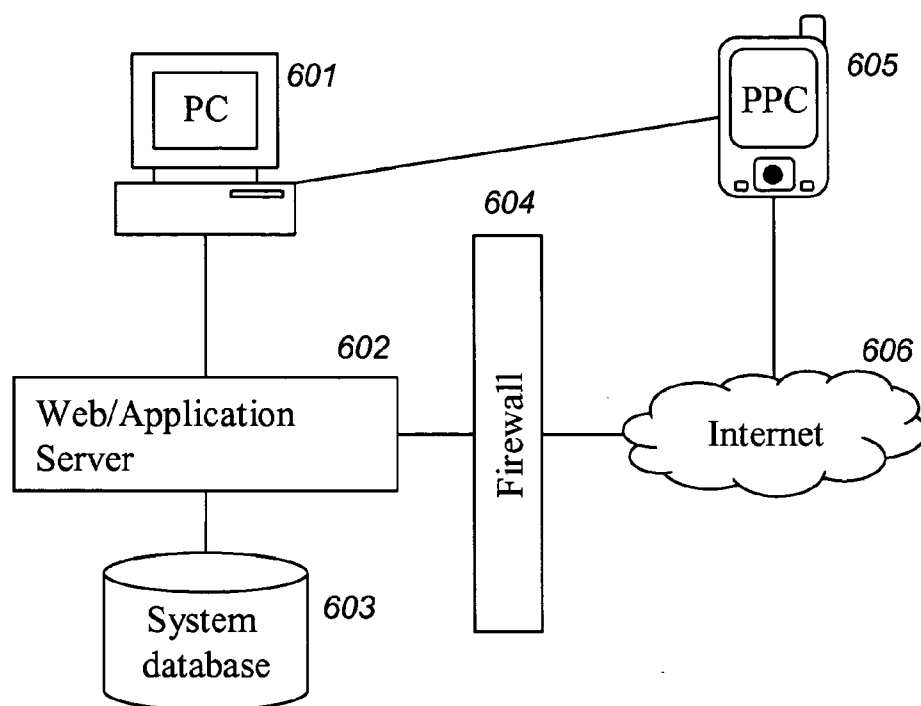 PC
601
PPC
605
604
602
Web/Application
Server
Firewall
606
Internet
System
database
603